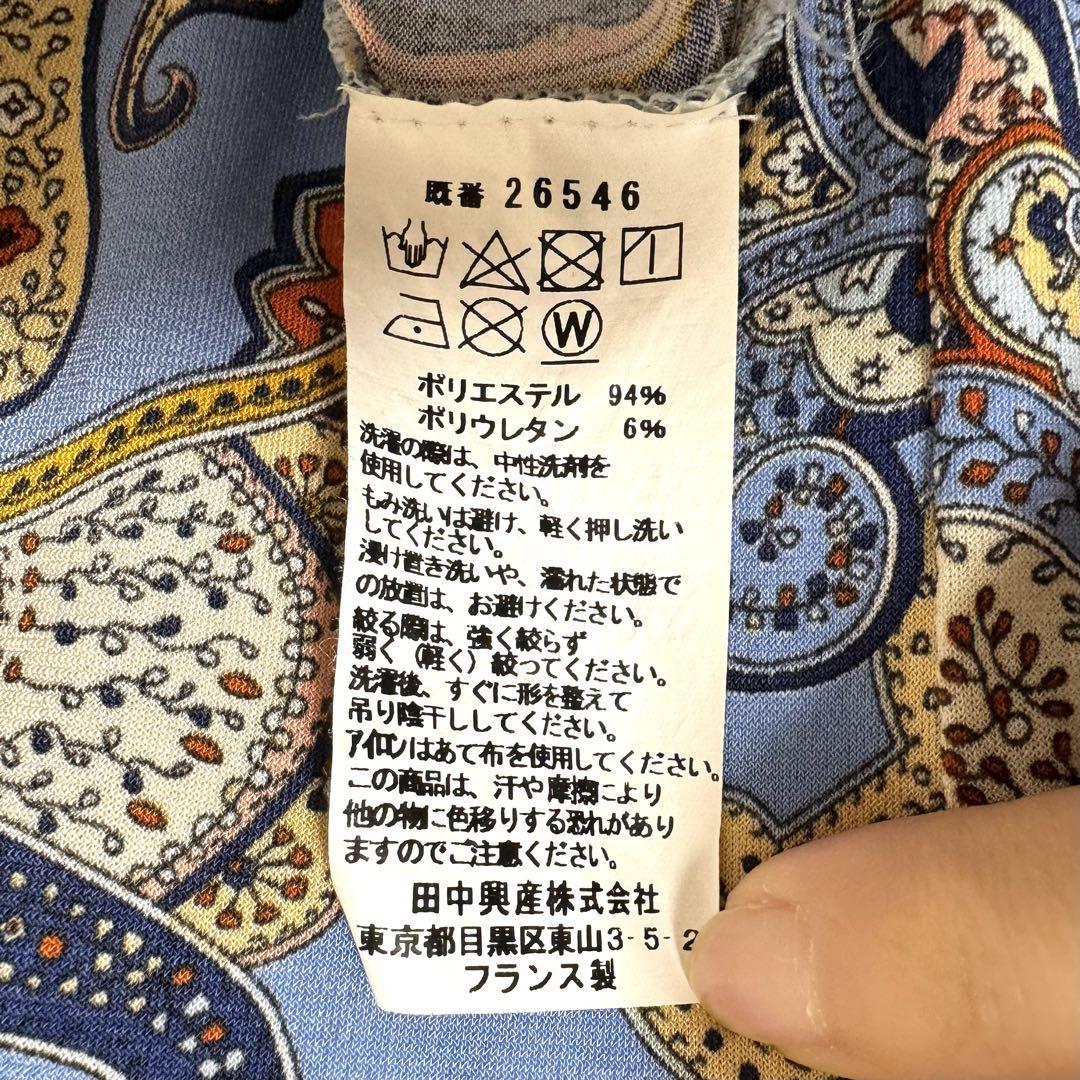 既番 26546
W
ポリエステル 94%
ポリウレタン 6%
洗濯の際は、中性洗剤を
使用してください。
もみ洗いは避け、軽く押し洗い
してください。
浸け置き洗いや、濡れた状態で
の放置は、お避けください。
絞る際は、強く絞らず
弱く（軽く）絞ってください。
洗濯後、すぐに形を整えて
吊り陰干ししてください。
アイロンはあて布を使用してください。
この商品は、汗や摩擦により
他の物に色移りする恐れがあり
ますのでご注意ください。
田中興産株式会社
東京都目黒区東山3-5-2
フランス製